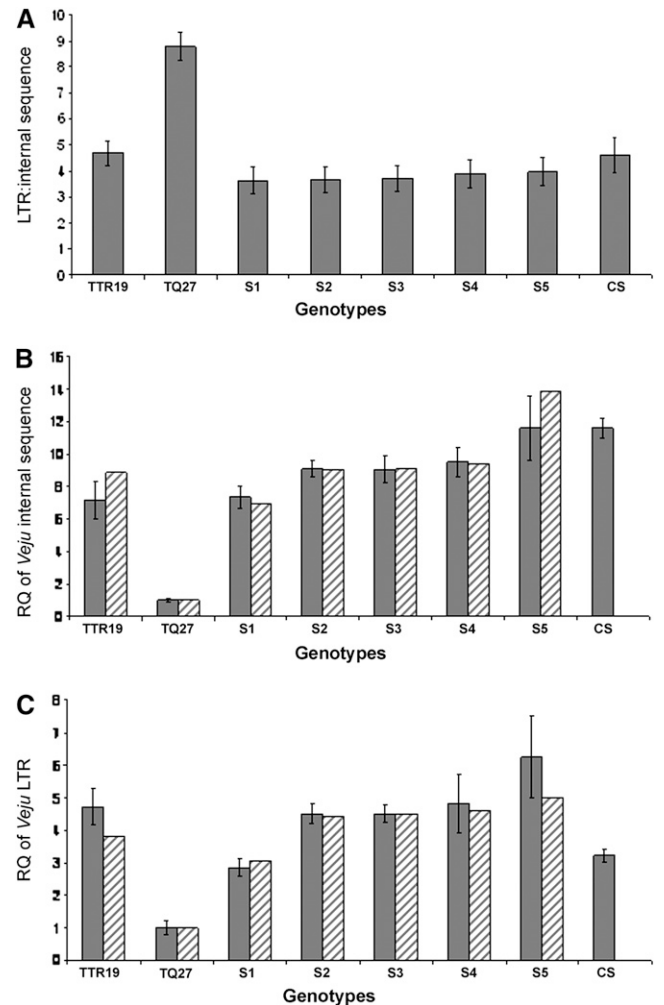 A
LTR:internal sequence
10
9
8
7
6
5
4
3
2
1
0
TTR19 TQ27 S1 S2 S3 S4 S5 CS
Genotypes
B
RQ of Veju internal sequence
16
14
12
10
8
6
4
2
0
TTR19 TQ27 S1 S2 S3 S4 S5 CS
Genotypes
C
RQ of Veju LTR
8
7
6
5
4
3
2
1
0
TTR19 TQ27 S1 S2 S3 S4 S5 CS
Genotypes